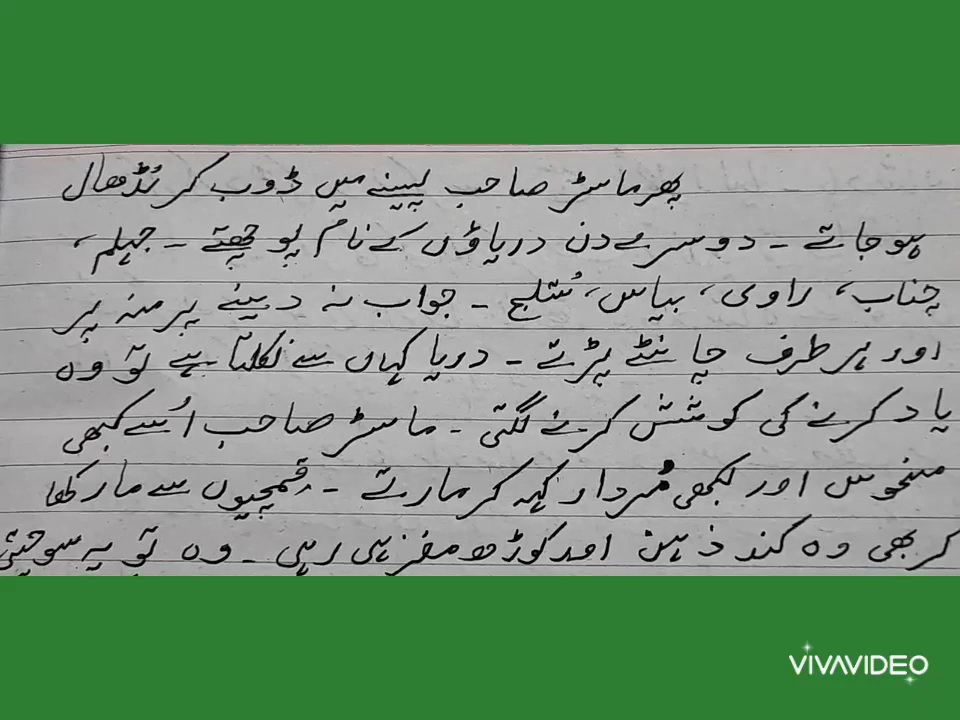 پھر ماسٹر صاحب پسینے میں ڈوب کر نڈھال
ہو جاتے ۔ دوسرے دن دریاؤں کے نام پوچھتے ۔ جہلم،
چناب، راوی، بیاس، ستلج ۔ جواب نہ دینے پر منہ پر
اور ہر طرف چانٹے پڑتے ۔ دریا کہاں سے نکلتا ہے تو وہ
یاد کرنے کی کوشش کرنے لگتی ۔ ماسٹر صاحب اُسے کبھی
منحوس اور کبھی مُردار کہہ کر مارتے ۔ قمچیوں سے مار کھا
کر بھی وہ کند ذہن اور کوڑھ مغز ہی رہی ۔ وہ تو یہ سوچتی
VIVAVIDEO